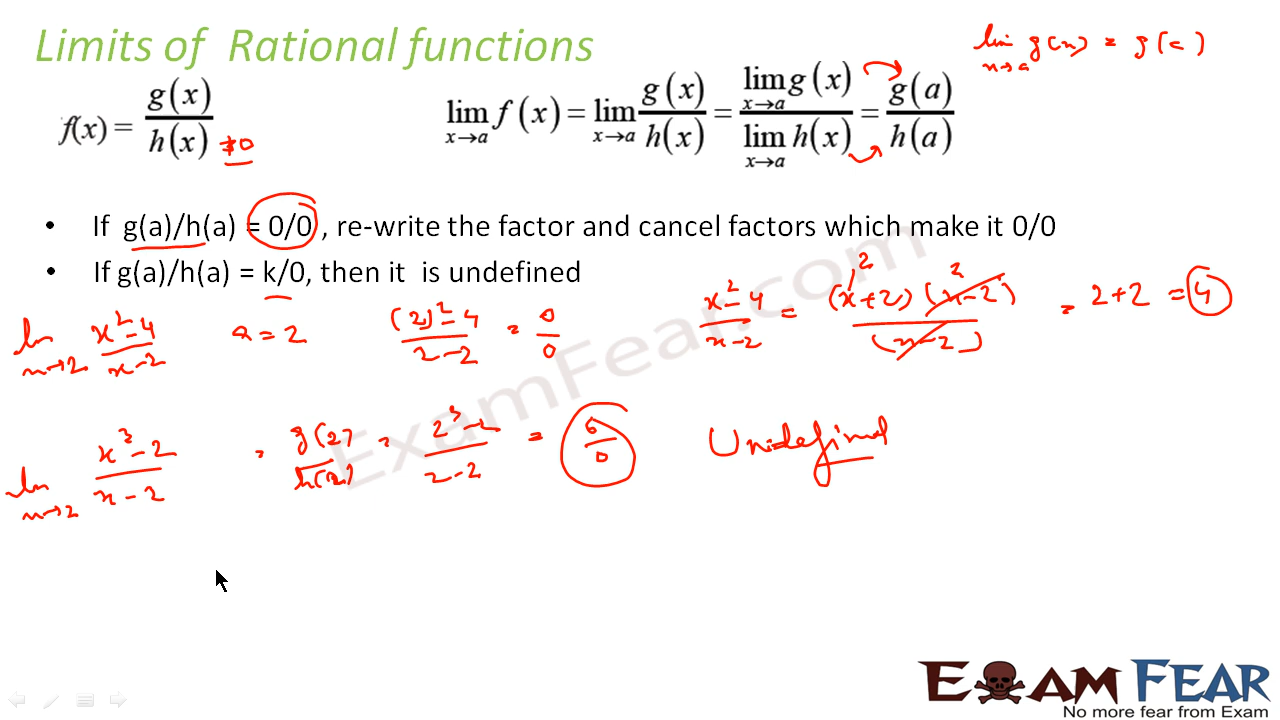 Limits of Rational functions
lim x→a g(x) = g(a)
f(x) = g(x)/h(x) ≠0
lim x→a f(x) = lim x→a g(x)/h(x) = lim x→a g(x) / lim x→a h(x) = g(a)/h(a)
• If g(a)/h(a) = 0/0 , re-write the factor and cancel factors which make it 0/0
• If g(a)/h(a) = k/0, then it is undefined
lim x→2 x²-4/x-2 a = 2 (2)²-4/2-2 = 0/0 x²-4/x-2 = (x+2)(x-2)/(x-2) = 2+2 = 4
2 2
lim x→2 x³-2/x-2 = g(2)/h(2) = 2³-2/2-2 = 6/0 Undefined
ExamFear.com
EXAM FEAR
No more fear from Exam